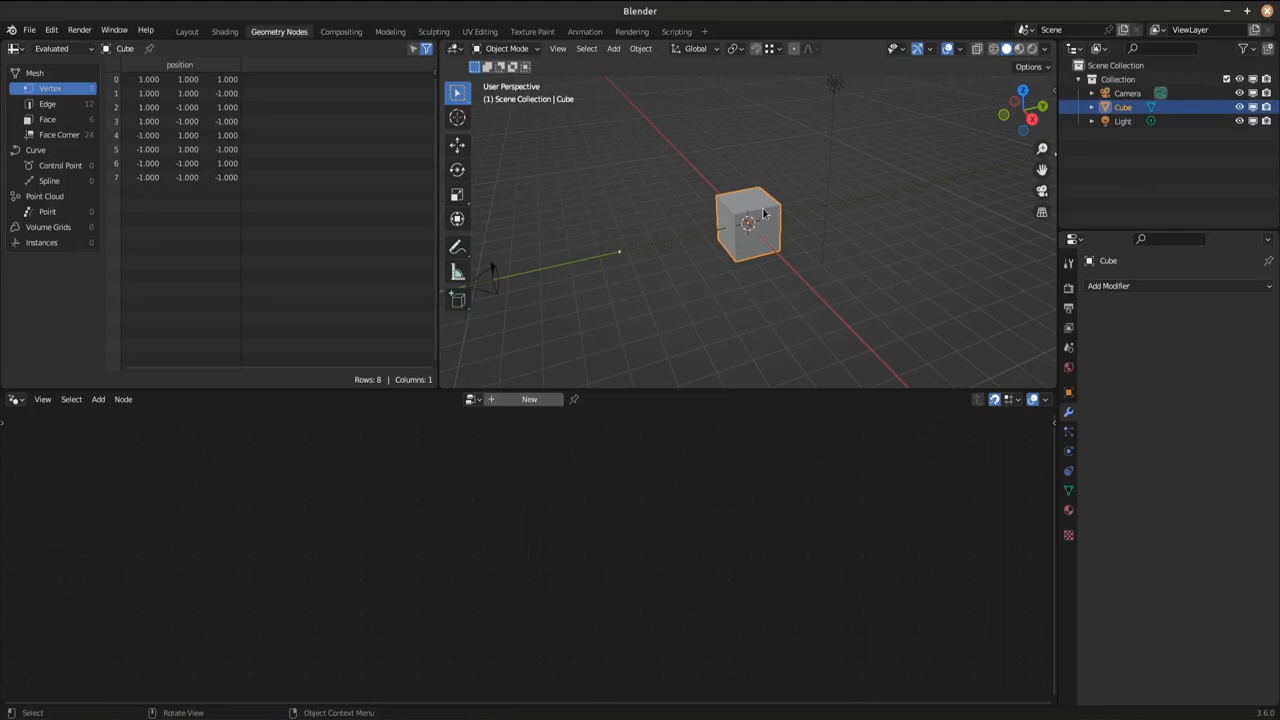 Blender
File Edit Render Window Help Layout Shading Geometry Nodes Compositing Modeling Sculpting UV Editing Texture Paint Animation Rendering Scripting + Scene ViewLayer
Evaluated Cube
Object Mode View Select Add Object Global
Options
Mesh
Vertex 8
Edge 12
Face 6
Face Corner 24
Curve
Control Point 0
Spline 0
Point Cloud
Point 0
Volume Grids 0
Instances 0
position
0 1.000 1.000 1.000
1 1.000 1.000 -1.000
2 1.000 -1.000 1.000
3 1.000 -1.000 -1.000
4 -1.000 1.000 1.000
5 -1.000 1.000 -1.000
6 -1.000 -1.000 1.000
7 -1.000 -1.000 -1.000
Rows: 8 | Columns: 1
User Perspective
(1) Scene Collection | Cube
Z
Y
X
Scene Collection
Collection
Camera
Cube
Light
Cube
Add Modifier
View Select Add Node + New
Select Rotate View Object Context Menu 3.6.0